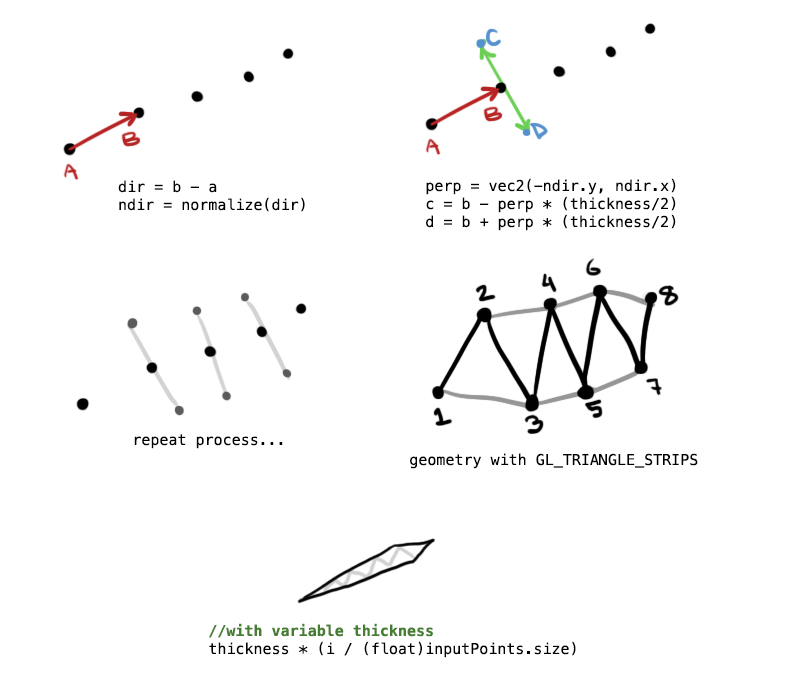 A
B
dir = b - a
ndir = normalize(dir)
C
B
A
D
perp = vec2(-ndir.y, ndir.x)
c = b - perp * (thickness/2)
d = b + perp * (thickness/2)
repeat process...
2
4
6
8
1
3
5
7
geometry with GL_TRIANGLE_STRIPS
//with variable thickness
thickness * (i / (float)inputPoints.size)